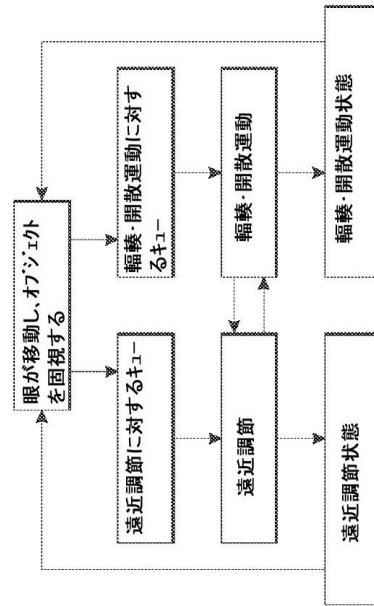 眼が移動し、オブジェクト
を固視する
遠近調節に対するキュー
輻輳・開散運動に対す
るキュー
遠近調節
輻輳・開散運動
遠近調節状態
輻輳・開散運動状態